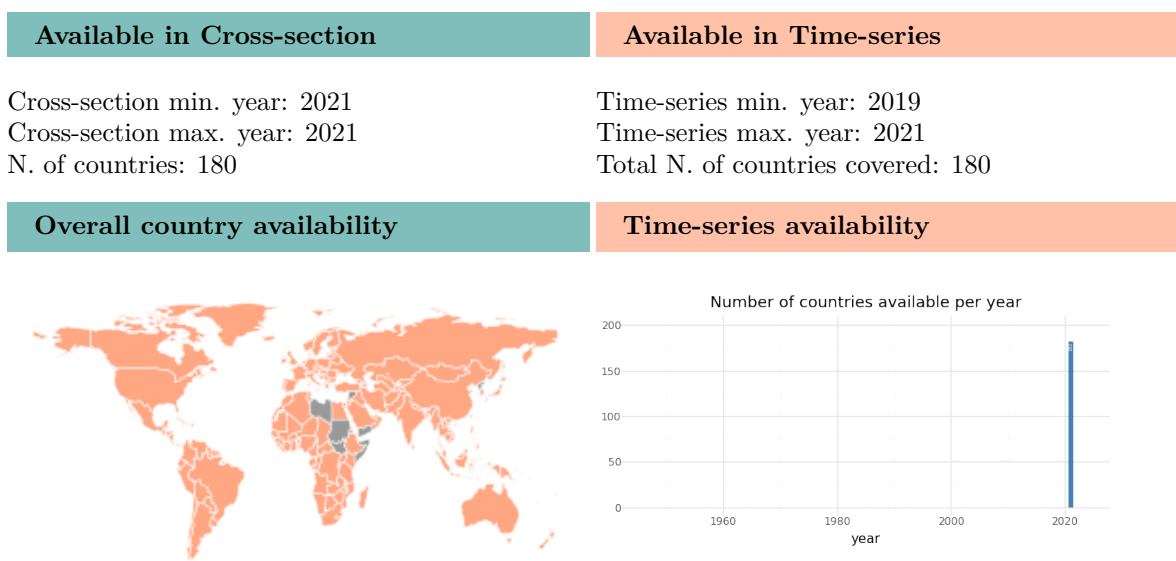 Available in Cross-section
Available in Time-series
Cross-section min. year: 2021
Cross-section max. year: 2021
N. of countries: 180
Time-series min. year: 2019
Time-series max. year: 2021
Total N. of countries covered: 180
Overall country availability
Time-series availability
Number of countries available per year
200
150
100
50
0
1960
1980
2000
2020
year